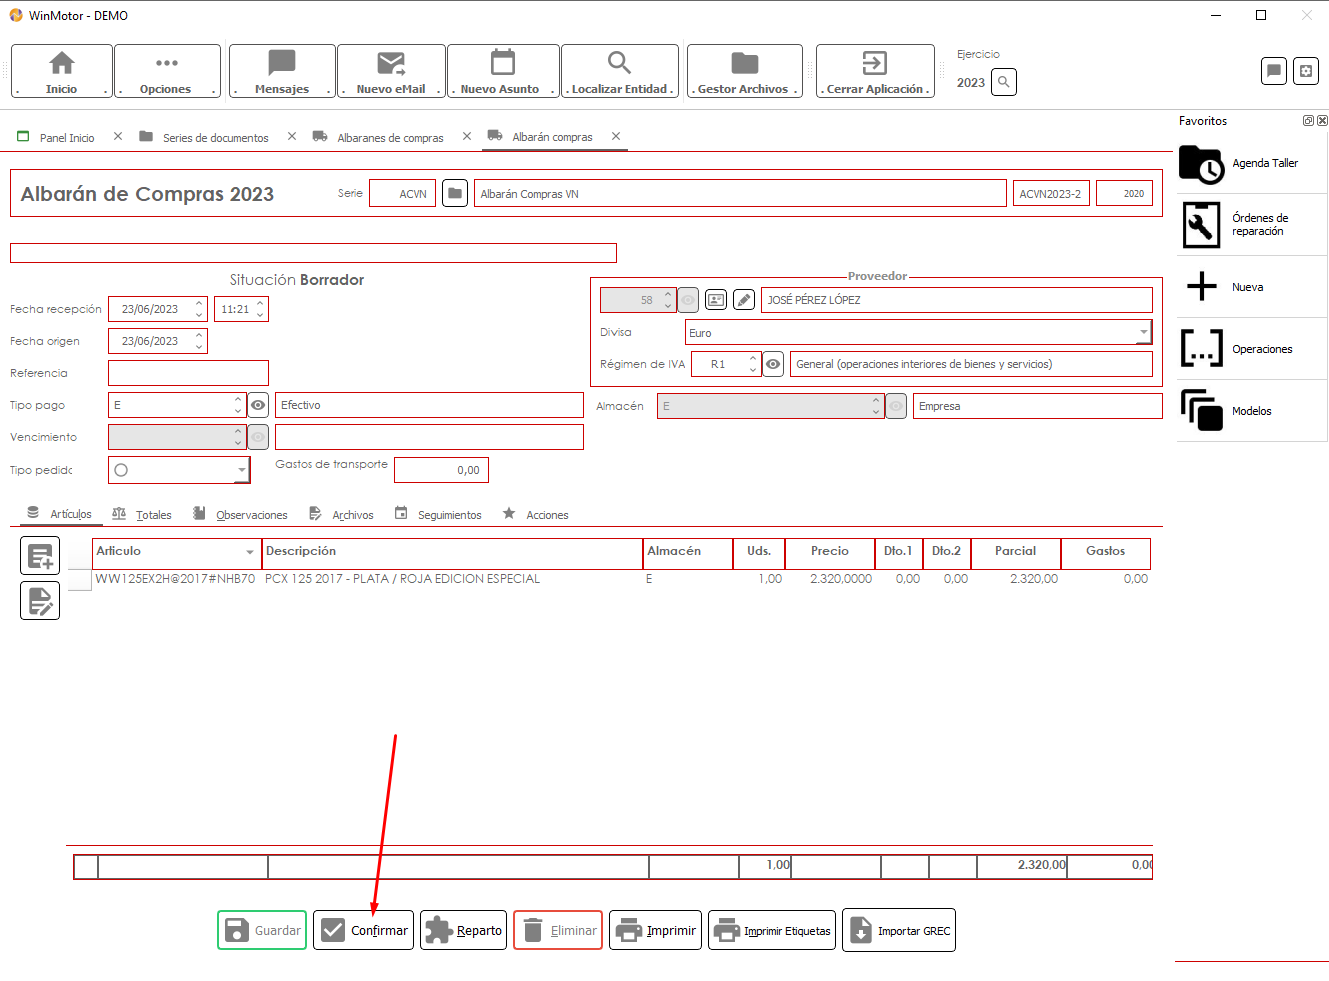 WinMotor - DEMO
. Inicio .
. Opciones .
. Mensajes .
. Nuevo eMail .
. Nuevo Asunto .
. Localizar Entidad .
. Gestor Archivos .
. Cerrar Aplicación .
Ejercicio
2023
Panel Inicio
Series de documentos
Albaranes de compras
Albarán compras
Favoritos
Agenda Taller
Órdenes de
reparación
Nueva
Operaciones
Modelos
Albarán de Compras 2023
Serie ACVN Albarán Compras VN ACVN2023-2 2020
Situación Borrador
Fecha recepción 23/06/2023 11:21
Fecha origen 23/06/2023
Referencia
Tipo pago E Efectivo
Vencimiento
Tipo pedido
Gastos de transporte 0,00
Proveedor
58 JOSÉ PÉREZ LÓPEZ
Divisa Euro
Régimen de IVA R1 General (operaciones interiores de bienes y servicios)
Almacén E Empresa
Artículos Totales Observaciones Archivos Seguimientos Acciones
Articulo Descripción Almacén Uds. Precio Dto.1 Dto.2 Parcial Gastos
WW125EX2H@2017#NHB70 PCX 125 2017 - PLATA / ROJA EDICION ESPECIAL E 1,00 2.320,0000 0,00 0,00 2.320,00 0,00
1,00 2.320,00 0,00
Guardar
Confirmar
Reparto
Eliminar
Imprimir
Imprimir Etiquetas
Importar GREC